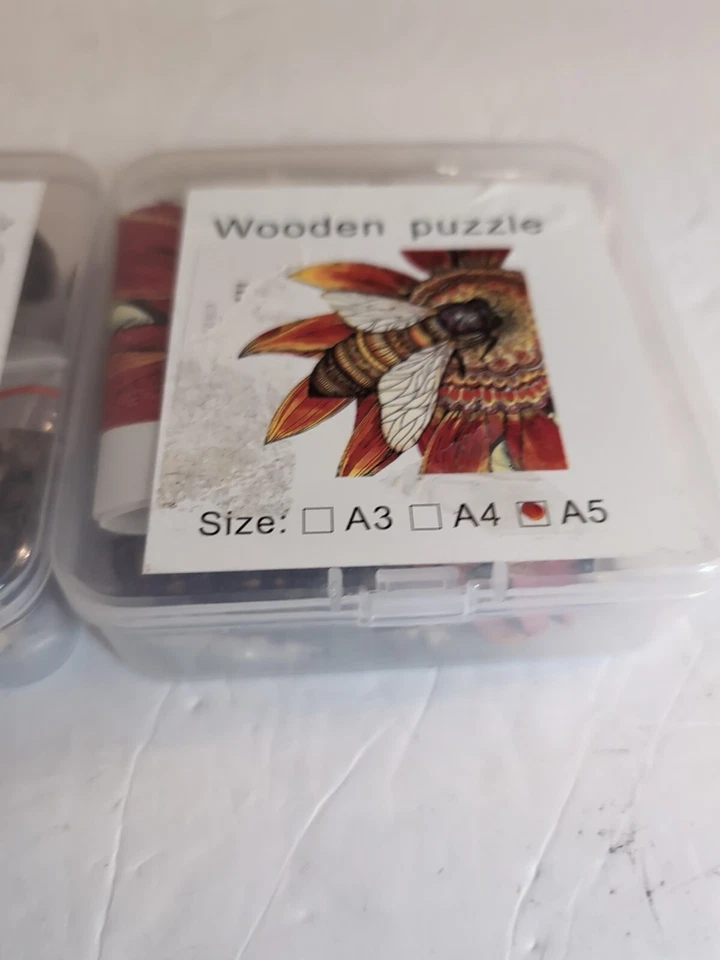 Wooden puzzle
Size: ☐ A3 ☐ A4 ☐ A5